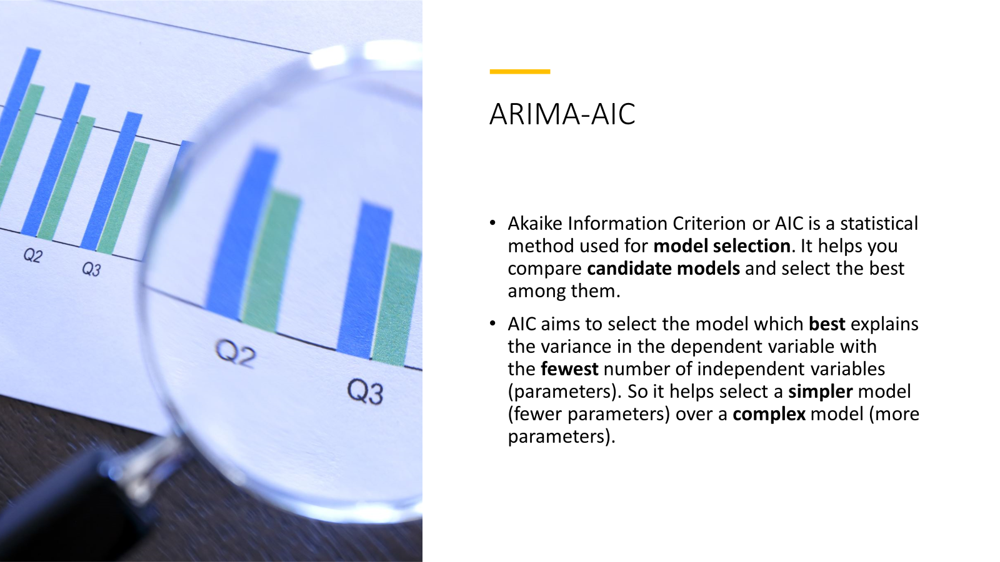 ARIMA-AIC
• Akaike Information Criterion or AIC is a statistical
method used for model selection. It helps you
compare candidate models and select the best
among them.
• AIC aims to select the model which best explains
the variance in the dependent variable with
the fewest number of independent variables
(parameters). So it helps select a simpler model
(fewer parameters) over a complex model (more
parameters).
Q2
Q3
Q2
Q3